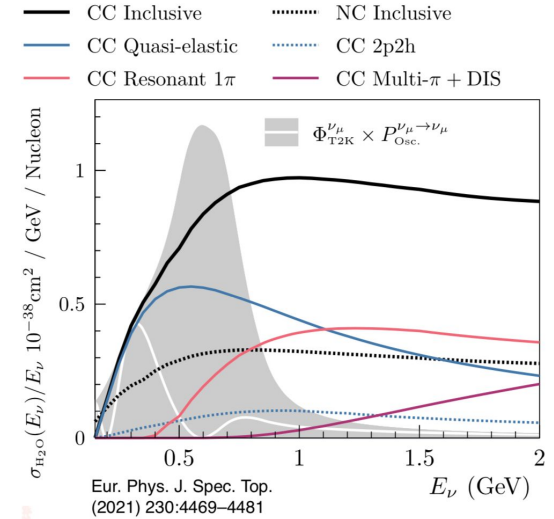 CC Inclusive NC Inclusive
CC Quasi-elastic CC 2p2h
CC Resonant 1π CC Multi-π + DIS
Φ^{ν_μ}_{T2K} × P^{ν_μ→ν_μ}_{Osc.}
σ_{H₂O}(E_ν)/E_ν 10⁻³⁸cm² / GeV / Nucleon
1
0.5
0
0.5 1 1.5 2
E_ν (GeV)
Eur. Phys. J. Spec. Top.
(2021) 230:4469–4481